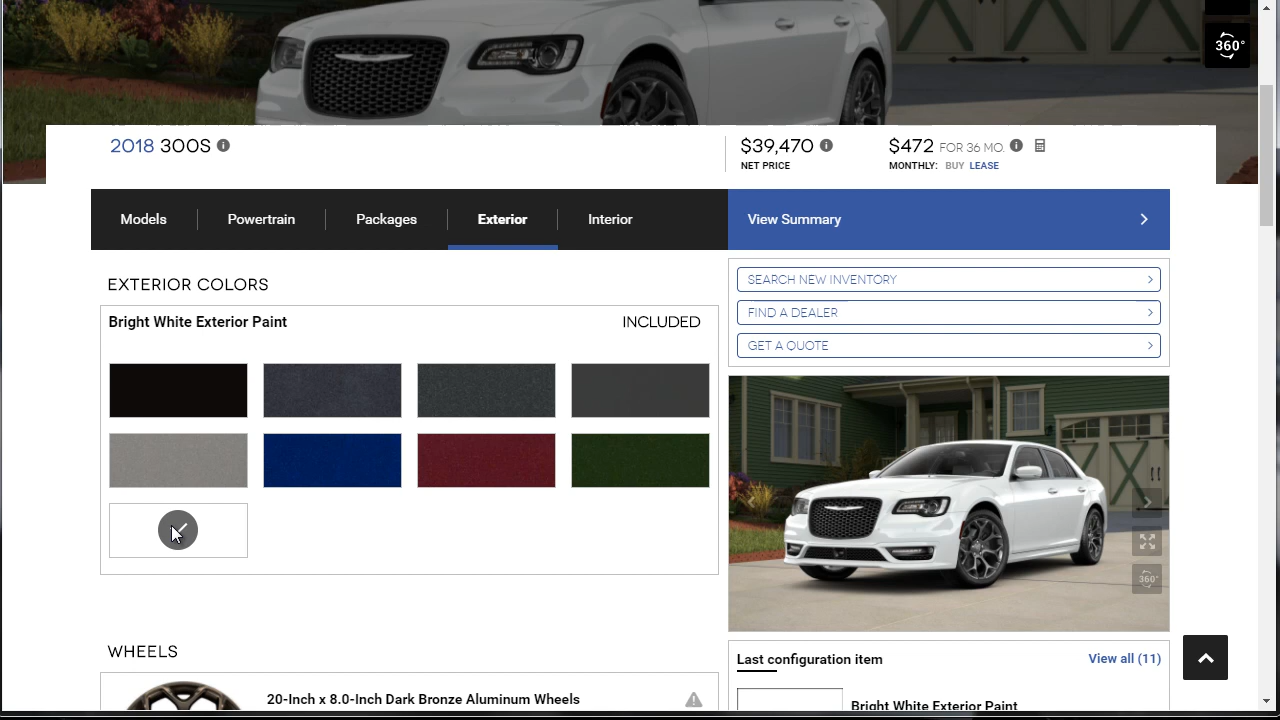 360°
2018 300S
$39,470
$472 FOR 36 MO.
NET PRICE
MONTHLY: BUY LEASE
Models
Powertrain
Packages
Exterior
Interior
View Summary
EXTERIOR COLORS
Bright White Exterior Paint
INCLUDED
SEARCH NEW INVENTORY
FIND A DEALER
GET A QUOTE
360°
WHEELS
20-Inch x 8.0-Inch Dark Bronze Aluminum Wheels
Last configuration item
View all (11)
Bright White Exterior Paint